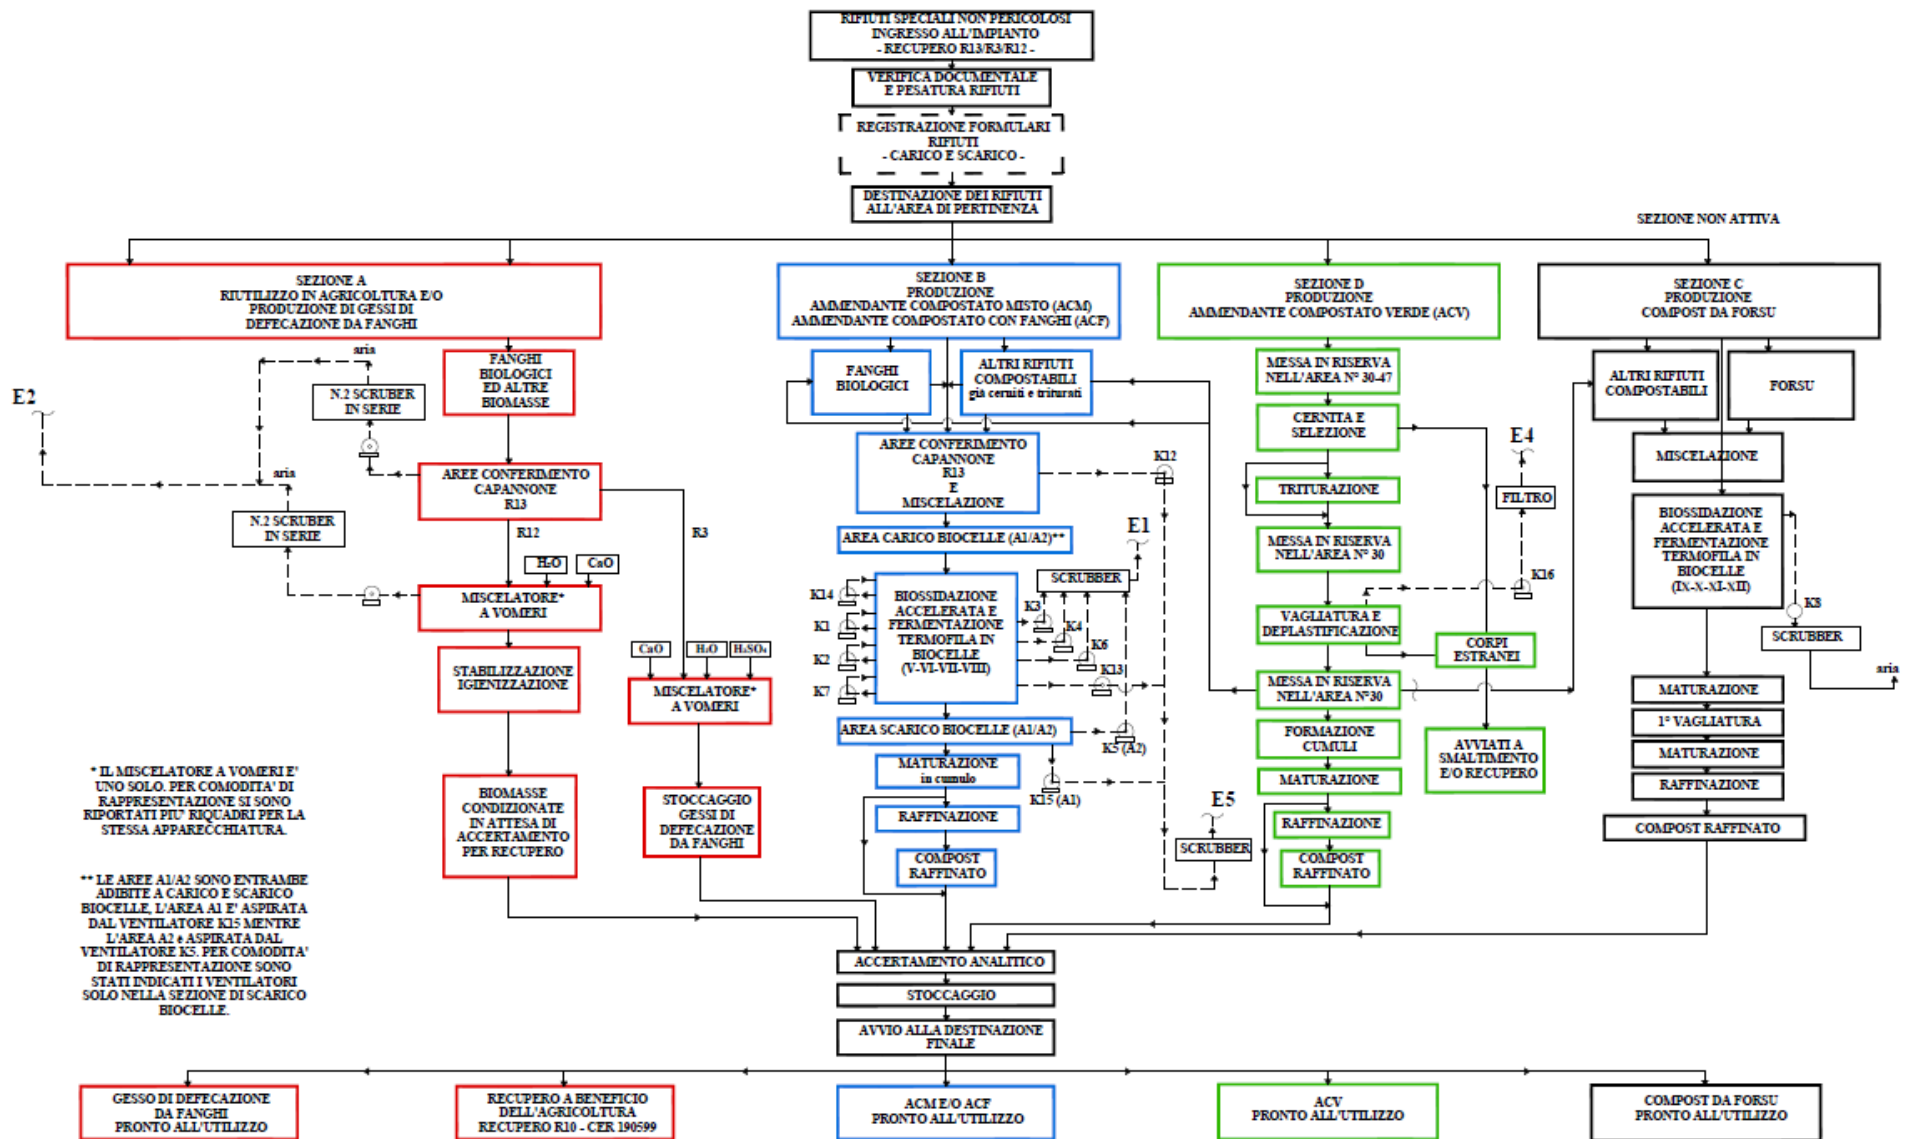 RIFIUTI SPECIALI NON PERICOLOSI
INGRESSO ALL'IMPIANTO
- RECUPERO R13/R3/R12 -
VERIFICA DOCUMENTALE
E PESATURA RIFIUTI
REGISTRAZIONE FORMULARI
RIFIUTI
- CARICO E SCARICO -
DESTINAZIONE DEI RIFIUTI
ALL'AREA DI PERTINENZA
SEZIONE NON ATTIVA
SEZIONE A
RIUTILIZZO IN AGRICOLTURA E/O
PRODUZIONE DI GESSI DI
DEFECAZIONE DA FANGHI
FANGHI
BIOLOGICI
ED ALTRE
BIOMASSE
aria
N.2 SCRUBER
IN SERIE
E2
aria
N.2 SCRUBER
IN SERIE
AREE CONFERIMENTO
CAPANNONE
R13
R12
R3
H₂O
CaO
MISCELATORE*
A VOMERI
STABILIZZAZIONE
IGIENIZZAZIONE
CaO
H₂O
H₂SO₄
MISCELATORE*
A VOMERI
BIOMASSE
CONDIZIONATE
IN ATTESA DI
ACCERTAMENTO
PER RECUPERO
STOCCAGGIO
GESSI DI
DEFECAZIONE
DA FANGHI
* IL MISCELATORE A VOMERI E'
UNO SOLO. PER COMODITA' DI
RAPPRESENTAZIONE SI SONO
RIPORTATI PIU' RIQUADRI PER LA
STESSA APPARECCHIATURA.
** LE AREE A1/A2 SONO ENTRAMBE
ADIBITE A CARICO E SCARICO
BIOCELLE, L'AREA A1 E' ASPIRATA
DAL VENTILATORE K15 MENTRE
L'AREA A2 e ASPIRATA DAL
VENTILATORE K5. PER COMODITA'
DI RAPPRESENTAZIONE SONO
STATI INDICATI I VENTILATORI
SOLO NELLA SEZIONE DI SCARICO
BIOCELLE.
SEZIONE B
PRODUZIONE
AMMENDANTE COMPOSTATO MISTO (ACM)
AMMENDANTE COMPOSTATO CON FANGHI (ACF)
FANGHI
BIOLOGICI
ALTRI RIFIUTI
COMPOSTABILI
già cerniti e triturati
AREE CONFERIMENTO
CAPANNONE
R13
E
MISCELAZIONE
K12
AREA CARICO BIOCELLE (A1/A2)**
E1
SCRUBBER
BIOSSIDAZIONE
ACCELERATA E
FERMENTAZIONE
TERMOFILA IN
BIOCELLE
(V-VI-VII-VIII)
K14
K1
K2
K7
K3
K4
K6
K13
AREA SCARICO BIOCELLE (A1/A2)
K5 (A2)
K15 (A1)
MATURAZIONE
in cumulo
RAFFINAZIONE
COMPOST
RAFFINATO
E5
SCRUBBER
SEZIONE D
PRODUZIONE
AMMENDANTE COMPOSTATO VERDE (ACV)
MESSA IN RISERVA
NELL'AREA N° 30-47
CERNITA E
SELEZIONE
TRITURAZIONE
MESSA IN RISERVA
NELL'AREA N° 30
VAGLIATURA E
DEPLASTIFICAZIONE
E4
FILTRO
K16
CORPI
ESTRANEI
MESSA IN RISERVA
NELL'AREA N°30
FORMAZIONE
CUMULI
MATURAZIONE
RAFFINAZIONE
COMPOST
RAFFINATO
AVVIATI A
SMALTIMENTO
E/O RECUPERO
SEZIONE C
PRODUZIONE
COMPOST DA FORSU
ALTRI RIFIUTI
COMPOSTABILI
FORSU
MISCELAZIONE
BIOSSIDAZIONE
ACCELERATA E
FERMENTAZIONE
TERMOFILA IN
BIOCELLE
(IX-X-XI-XII)
K8
SCRUBBER
aria
MATURAZIONE
1° VAGLIATURA
MATURAZIONE
RAFFINAZIONE
COMPOST RAFFINATO
ACCERTAMENTO ANALITICO
STOCCAGGIO
AVVIO ALLA DESTINAZIONE
FINALE
GESSO DI DEFECAZIONE
DA FANGHI
PRONTO ALL'UTILIZZO
RECUPERO A BENEFICIO
DELL'AGRICOLTURA
RECUPERO R10 - CER 190599
ACM E/O ACF
PRONTO ALL'UTILIZZO
ACV
PRONTO ALL'UTILIZZO
COMPOST DA FORSU
PRONTO ALL'UTILIZZO